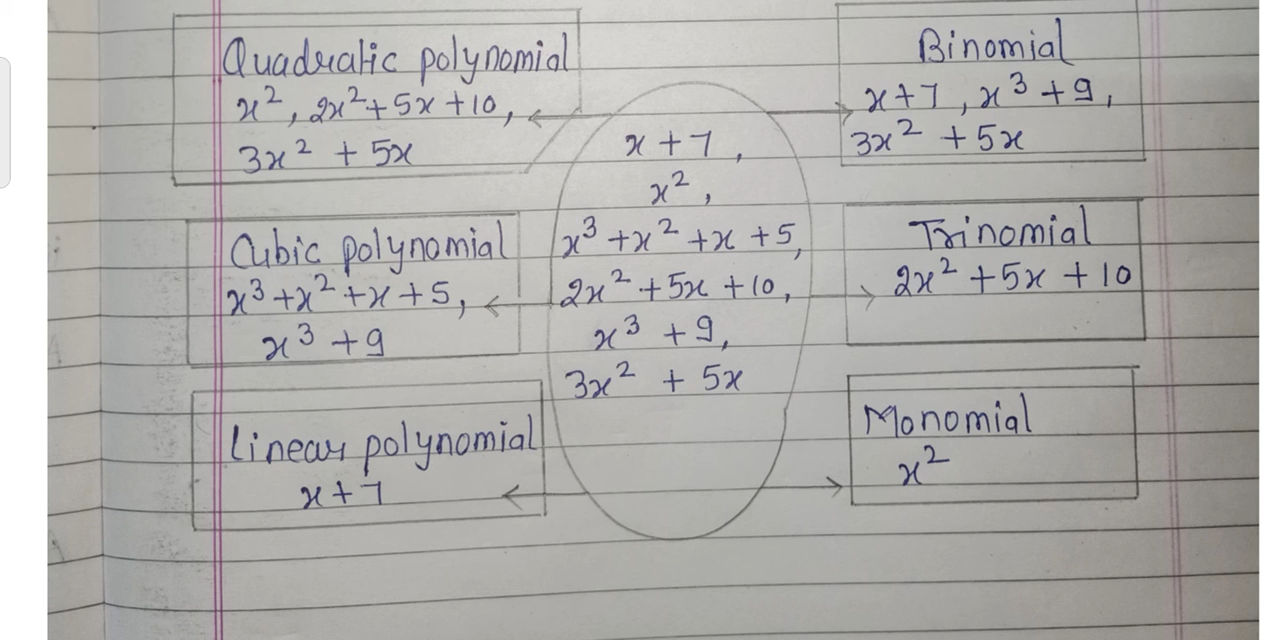 Quadratic polynomial
x², 2x² + 5x + 10,
3x² + 5x
Cubic polynomial
x³ + x² + x + 5,
x³ + 9
Linear polynomial
x + 7
x + 7,
x²,
x³ + x² + x + 5,
2x² + 5x + 10,
x³ + 9,
3x² + 5x
Binomial
x + 7, x³ + 9,
3x² + 5x
Trinomial
2x² + 5x + 10
Monomial
x²